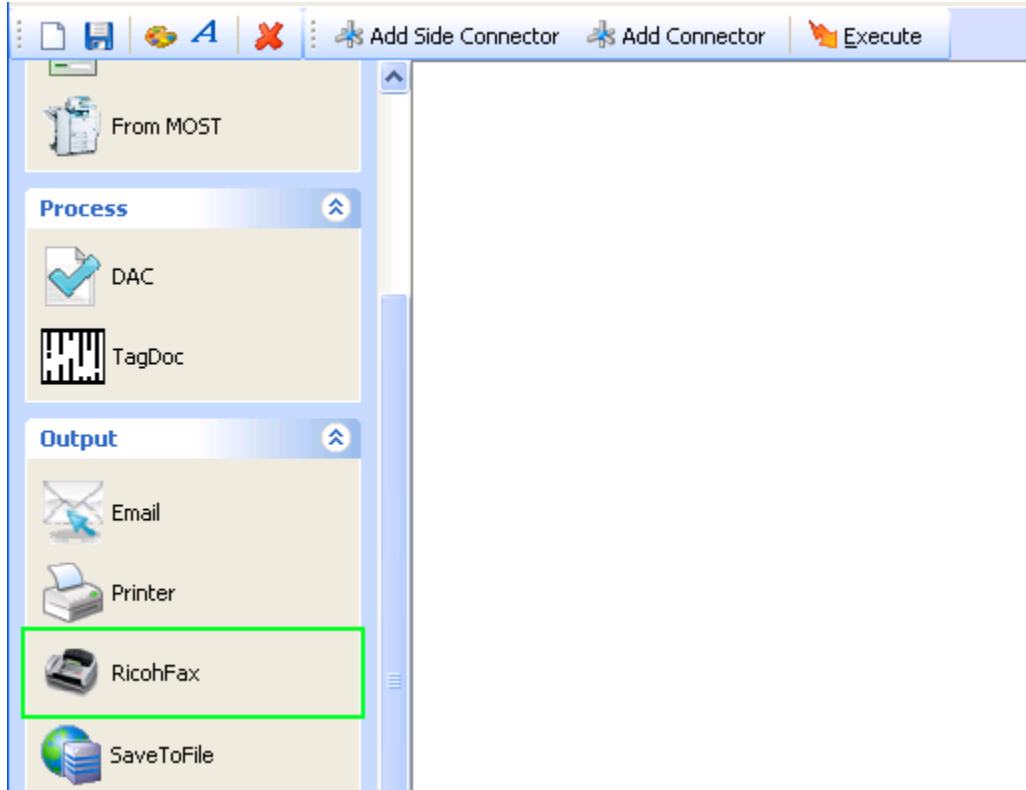 Add Side Connector Add Connector Execute
From MOST
Process
DAC
TagDoc
Output
Email
Printer
RicohFax
SaveToFile